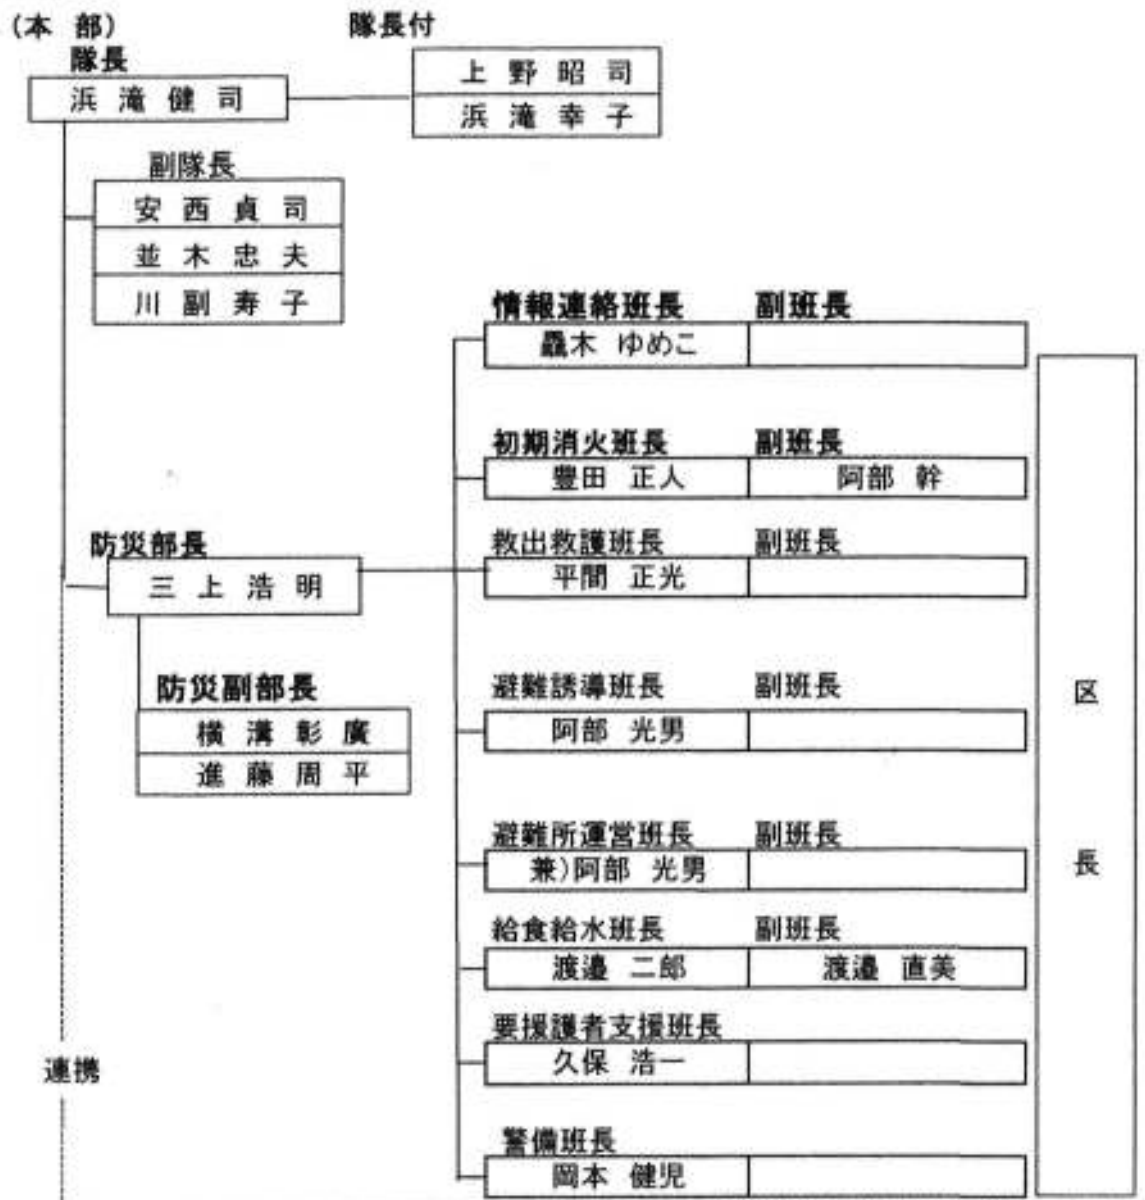 (本 部)
隊長付
隊長
上 野 昭 司
浜 滝 健 司
浜 滝 幸 子
副隊長
安 西 貞 司
並 木 忠 夫
川 副 寿 子
情報連絡班長 副班長
木 ゆめこ
初期消火班長 副班長
豊田 正人 阿部 幹
防災部長
三 上 浩 明
救出救護班長 副班長
平間 正光
防災副部長
横 溝 彰 廣
進 藤 周 平
避難誘導班長 副班長
阿部 光男
避難所運営班長 副班長
兼)阿部 光男
給食給水班長 副班長
渡邉 二郎 渡邉 直美
要援護者支援班長
久保 浩一
警備班長
岡本 健児
区
長
連携